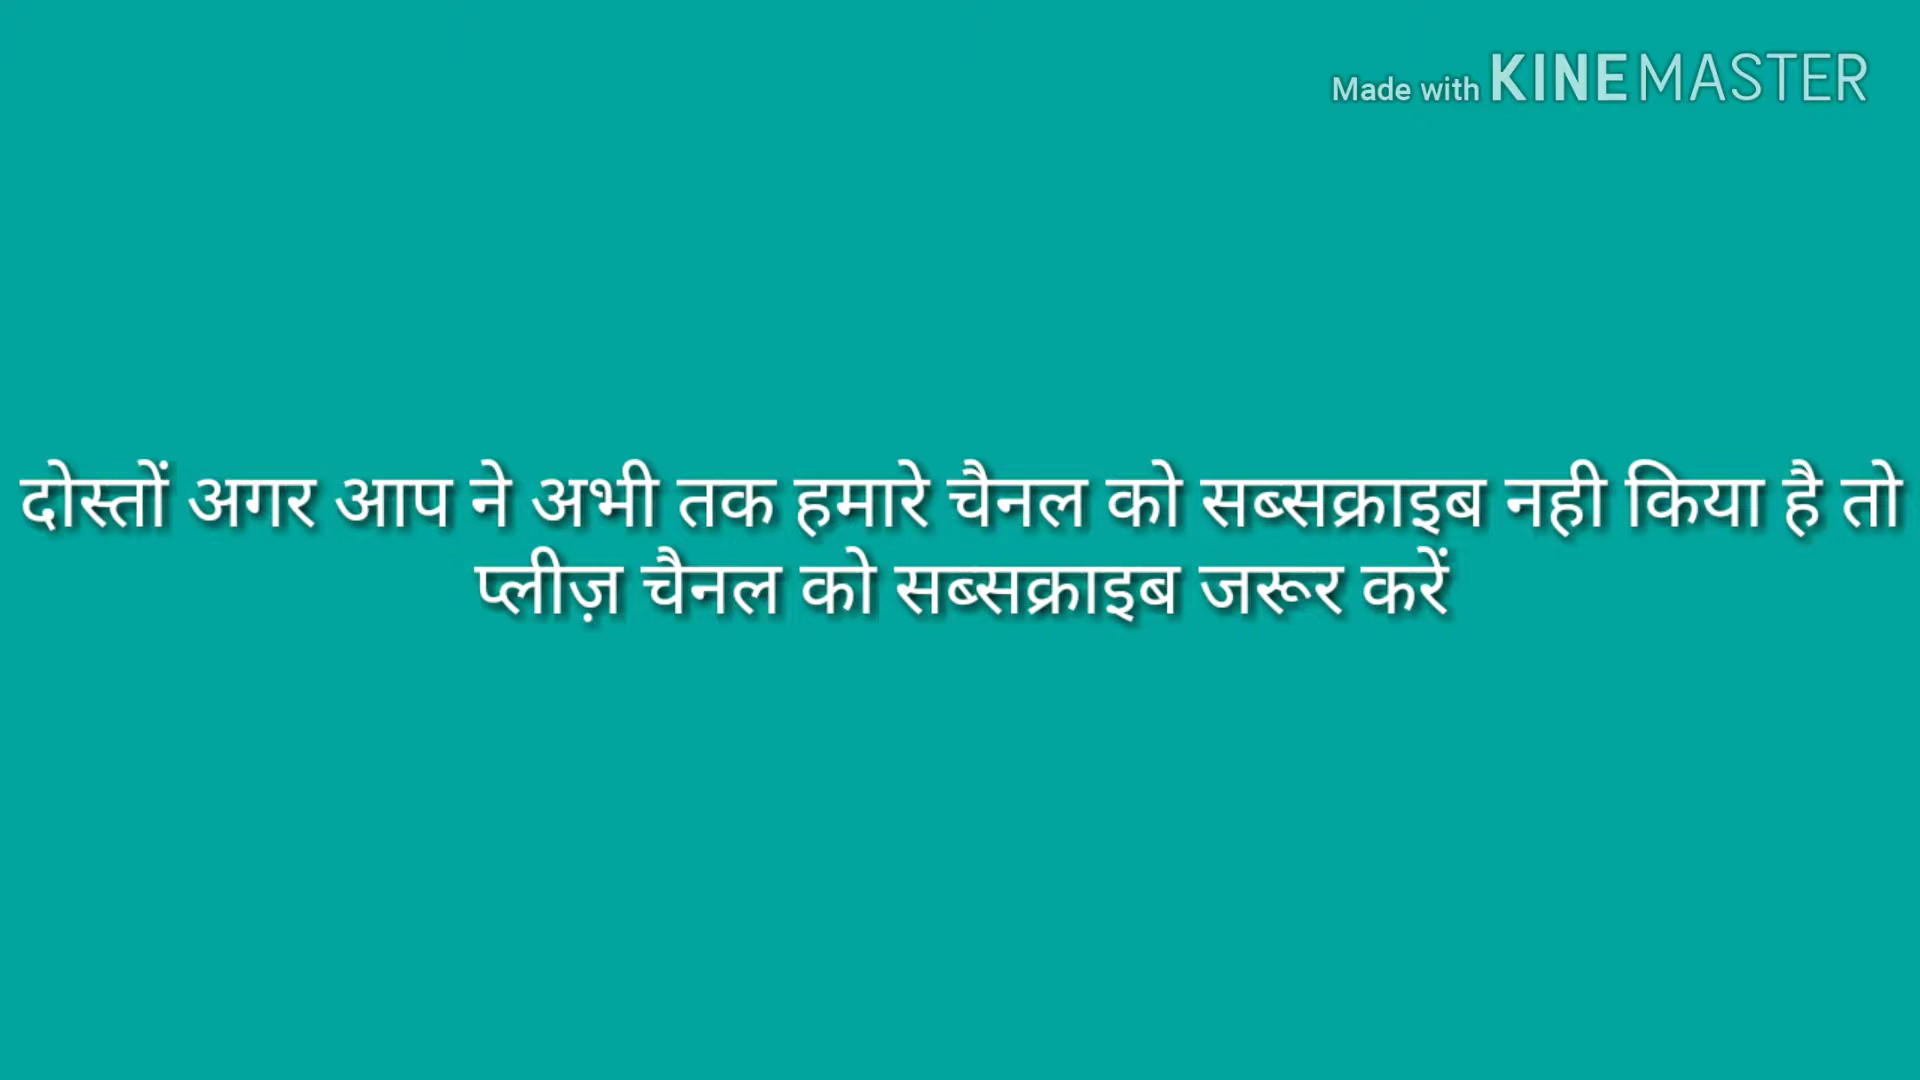 Made with KINEMASTER
दोस्तों अगर आप ने अभी तक हमारे चैनल को सब्सक्राइब नही किया है तो
प्लीज़ चैनल को सब्सक्राइब जरूर करें